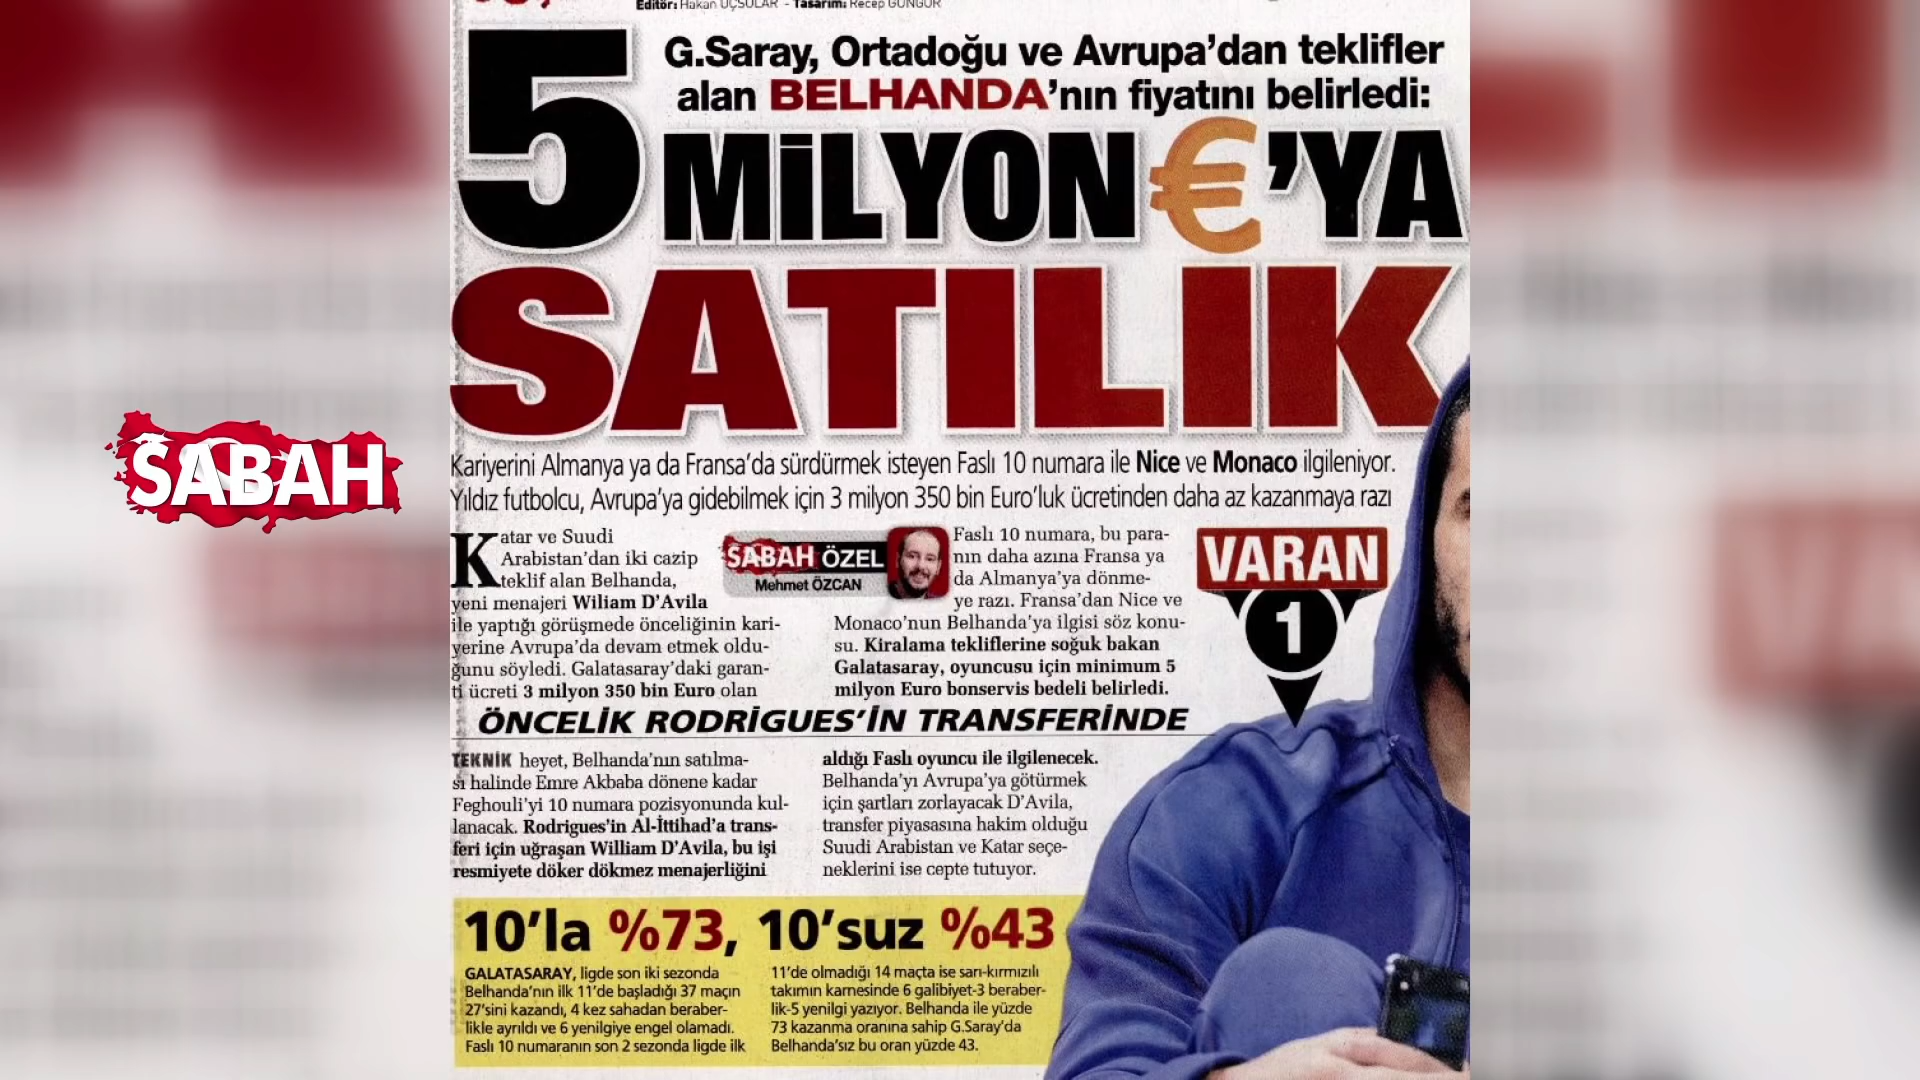 Editör: Hakan ÜÇSULAR - Tasarım: Recep GÜNGÖR
G.Saray, Ortadoğu ve Avrupa'dan teklifler
alan BELHANDA'nın fiyatını belirledi:
5 MİLYON €'YA
SATILIK
SABAH
Kariyerini Almanya ya da Fransa'da sürdürmek isteyen Faslı 10 numara ile Nice ve Monaco ilgileniyor.
Yıldız futbolcu, Avrupa'ya gidebilmek için 3 milyon 350 bin Euro'luk ücretinden daha az kazanmaya razı
Katar ve Suudi
Arabistan'dan iki cazip
teklif alan Belhanda,
yeni menajeri Wiliam D'Avila
ile yaptığı görüşmede önceliğinin kari-
yerine Avrupa'da devam etmek oldu-
ğunu söyledi. Galatasaray'daki garan-
ti ücreti 3 milyon 350 bin Euro olan
SABAH ÖZEL
Mehmet ÖZCAN
Faslı 10 numara, bu para-
nın daha azına Fransa ya
da Almanya'ya dönme-
ye razı. Fransa'dan Nice ve
Monaco'nun Belhanda'ya ilgisi söz konu-
su. Kiralama tekliflerine soğuk bakan
Galatasaray, oyuncusu için minimum 5
milyon Euro bonservis bedeli belirledi.
VARAN
1
ÖNCELİK RODRİGUES'İN TRANSFERİNDE
TEKNİK heyet, Belhanda'nın satılma-
sı halinde Emre Akbaba dönene kadar
Feghouli'yi 10 numara pozisyonunda kul-
lanacak. Rodrigues'in Al-İttihad'a trans-
feri için uğraşan William D'Avila, bu işi
resmiyete döker dökmez menajerliğini
aldığı Faslı oyuncu ile ilgilenecek.
Belhanda'yı Avrupa'ya götürmek
için şartları zorlayacak D'Avila,
transfer piyasasına hakim olduğu
Suudi Arabistan ve Katar seçe-
neklerini ise cepte tutuyor.
10'la %73, 10'suz %43
GALATASARAY, ligde son iki sezonda
Belhanda'nın ilk 11'de başladığı 37 maçın
27'sini kazandı, 4 kez sahadan beraber-
likle ayrıldı ve 6 yenilgiye engel olamadı.
Faslı 10 numaranın son 2 sezonda ligde ilk
11'de olmadığı 14 maçta ise sarı-kırmızılı
takımın karnesinde 6 galibiyet-3 beraber-
lik-5 yenilgi yazıyor. Belhanda ile yüzde
73 kazanma oranına sahip G.Saray'da
Belhanda'sız bu oran yüzde 43.